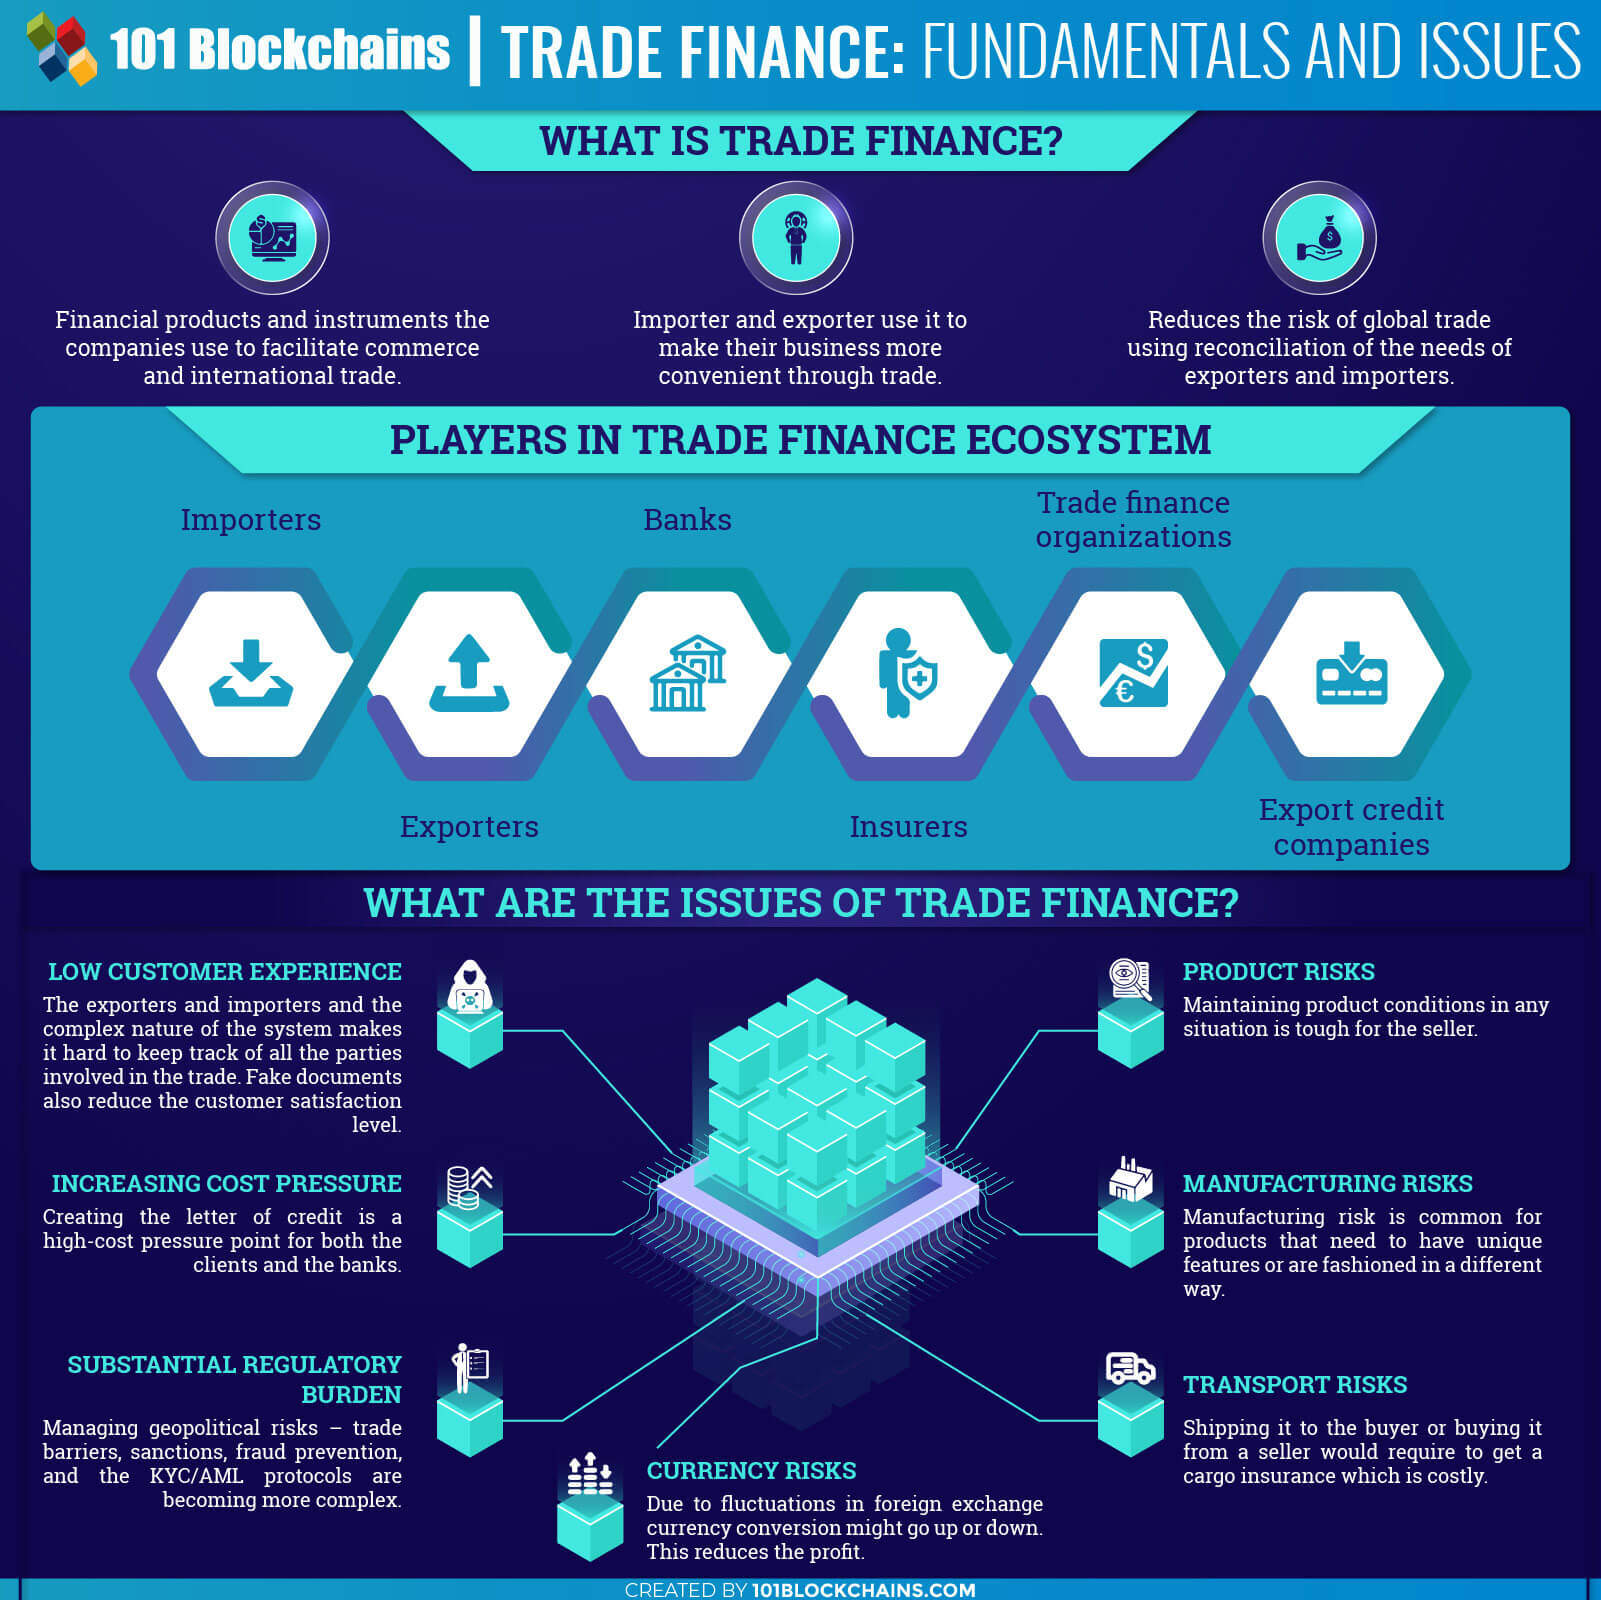 101 Blockchains | TRADE FINANCE: FUNDAMENTALS AND ISSUES
WHAT IS TRADE FINANCE?
Financial products and instruments the
companies use to facilitate commerce
and international trade.
Importer and exporter use it to
make their business more
convenient through trade.
Reduces the risk of global trade
using reconciliation of the needs of
exporters and importers.
PLAYERS IN TRADE FINANCE ECOSYSTEM
Importers
Exporters
Banks
Insurers
Trade finance
organizations
Export credit
companies
WHAT ARE THE ISSUES OF TRADE FINANCE?
LOW CUSTOMER EXPERIENCE
The exporters and importers and the
complex nature of the system makes
it hard to keep track of all the parties
involved in the trade. Fake documents
also reduce the customer satisfaction
level.
INCREASING COST PRESSURE
Creating the letter of credit is a
high-cost pressure point for both the
clients and the banks.
SUBSTANTIAL REGULATORY
BURDEN
Managing geopolitical risks – trade
barriers, sanctions, fraud prevention,
and the KYC/AML protocols are
becoming more complex.
CURRENCY RISKS
Due to fluctuations in foreign exchange
currency conversion might go up or down.
This reduces the profit.
PRODUCT RISKS
Maintaining product conditions in any
situation is tough for the seller.
MANUFACTURING RISKS
Manufacturing risk is common for
products that need to have unique
features or are fashioned in a different
way.
TRANSPORT RISKS
Shipping it to the buyer or buying it
from a seller would require to get a
cargo insurance which is costly.
CREATED BY 101BLOCKCHAINS.COM